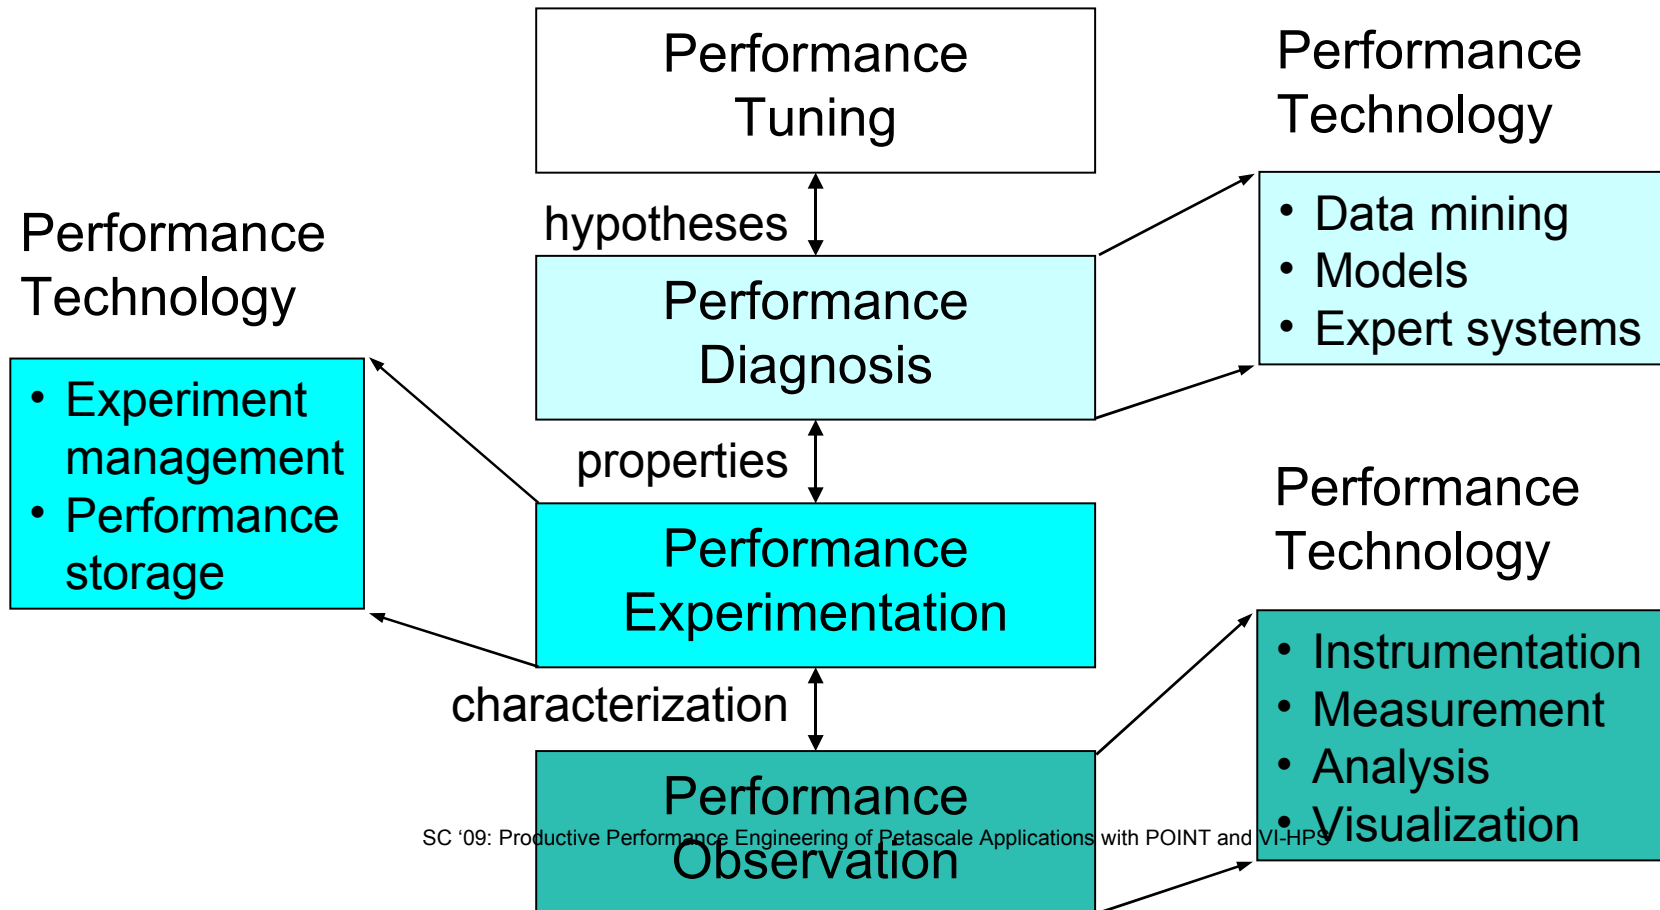 Performance
Tuning
Performance
Technology
hypotheses
• Data mining
• Models
• Expert systems
Performance
Technology
Performance
Diagnosis
• Experiment
management
• Performance
storage
properties
Performance
Technology
Performance
Experimentation
characterization
• Instrumentation
• Measurement
• Analysis
• Visualization
Performance
Observation
SC ‘09: Productive Performance Engineering of Petascale Applications with POINT and VI-HPS